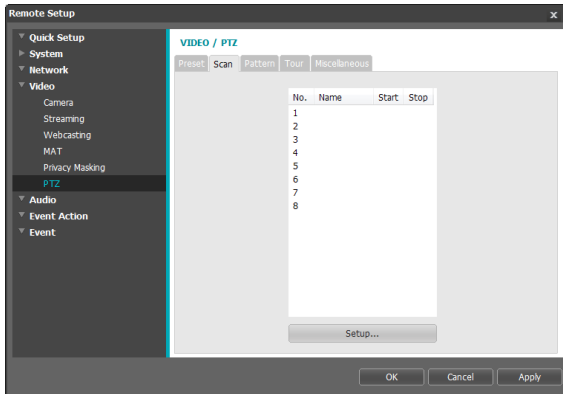 Remote Setup x
Quick Setup
System
Network
Video
Camera
Streaming
Webcasting
MAT
Privacy Masking
PTZ
Audio
Event Action
Event
VIDEO / PTZ
Preset Scan Pattern Tour Miscellaneous
No. Name Start Stop
1
2
3
4
5
6
7
8
Setup...
OK Cancel Apply